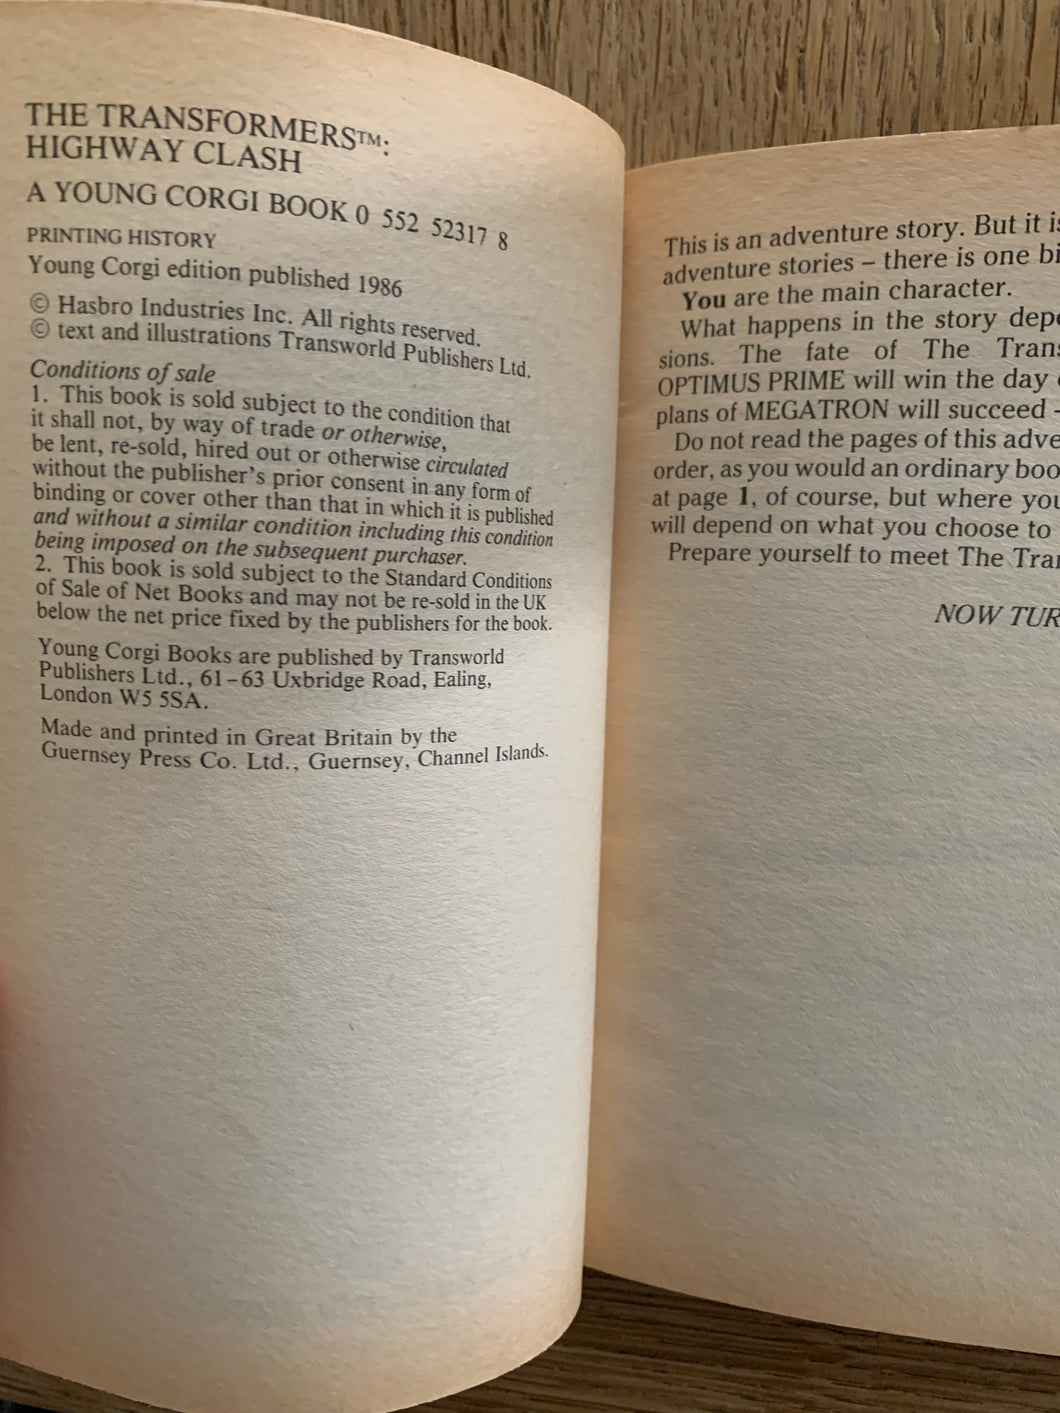 THE TRANSFORMERS™:
HIGHWAY CLASH
A YOUNG CORGI BOOK 0 552 52317 8
PRINTING HISTORY
Young Corgi edition published 1986
© Hasbro Industries Inc. All rights reserved.
© text and illustrations Transworld Publishers Ltd.
Conditions of sale
1. This book is sold subject to the condition that
it shall not, by way of trade or otherwise,
be lent, re-sold, hired out or otherwise circulated
without the publisher's prior consent in any form of
binding or cover other than that in which it is published
and without a similar condition including this condition
being imposed on the subsequent purchaser.
2. This book is sold subject to the Standard Conditions
of Sale of Net Books and may not be re-sold in the UK
below the net price fixed by the publishers for the book.
Young Corgi Books are published by Transworld
Publishers Ltd., 61–63 Uxbridge Road, Ealing,
London W5 5SA.
Made and printed in Great Britain by the
Guernsey Press Co. Ltd., Guernsey, Channel Islands.
This is an adventure story. But it
adventure stories – there is one
You are the main character.
What happens in the story
sions. The fate of The
OPTIMUS PRIME will win the day
plans of MEGATRON will succeed –
Do not read the pages of this
order, as you would an ordinary
at page 1, of course, but where
will depend on what you choose to
Prepare yourself to meet The
NOW